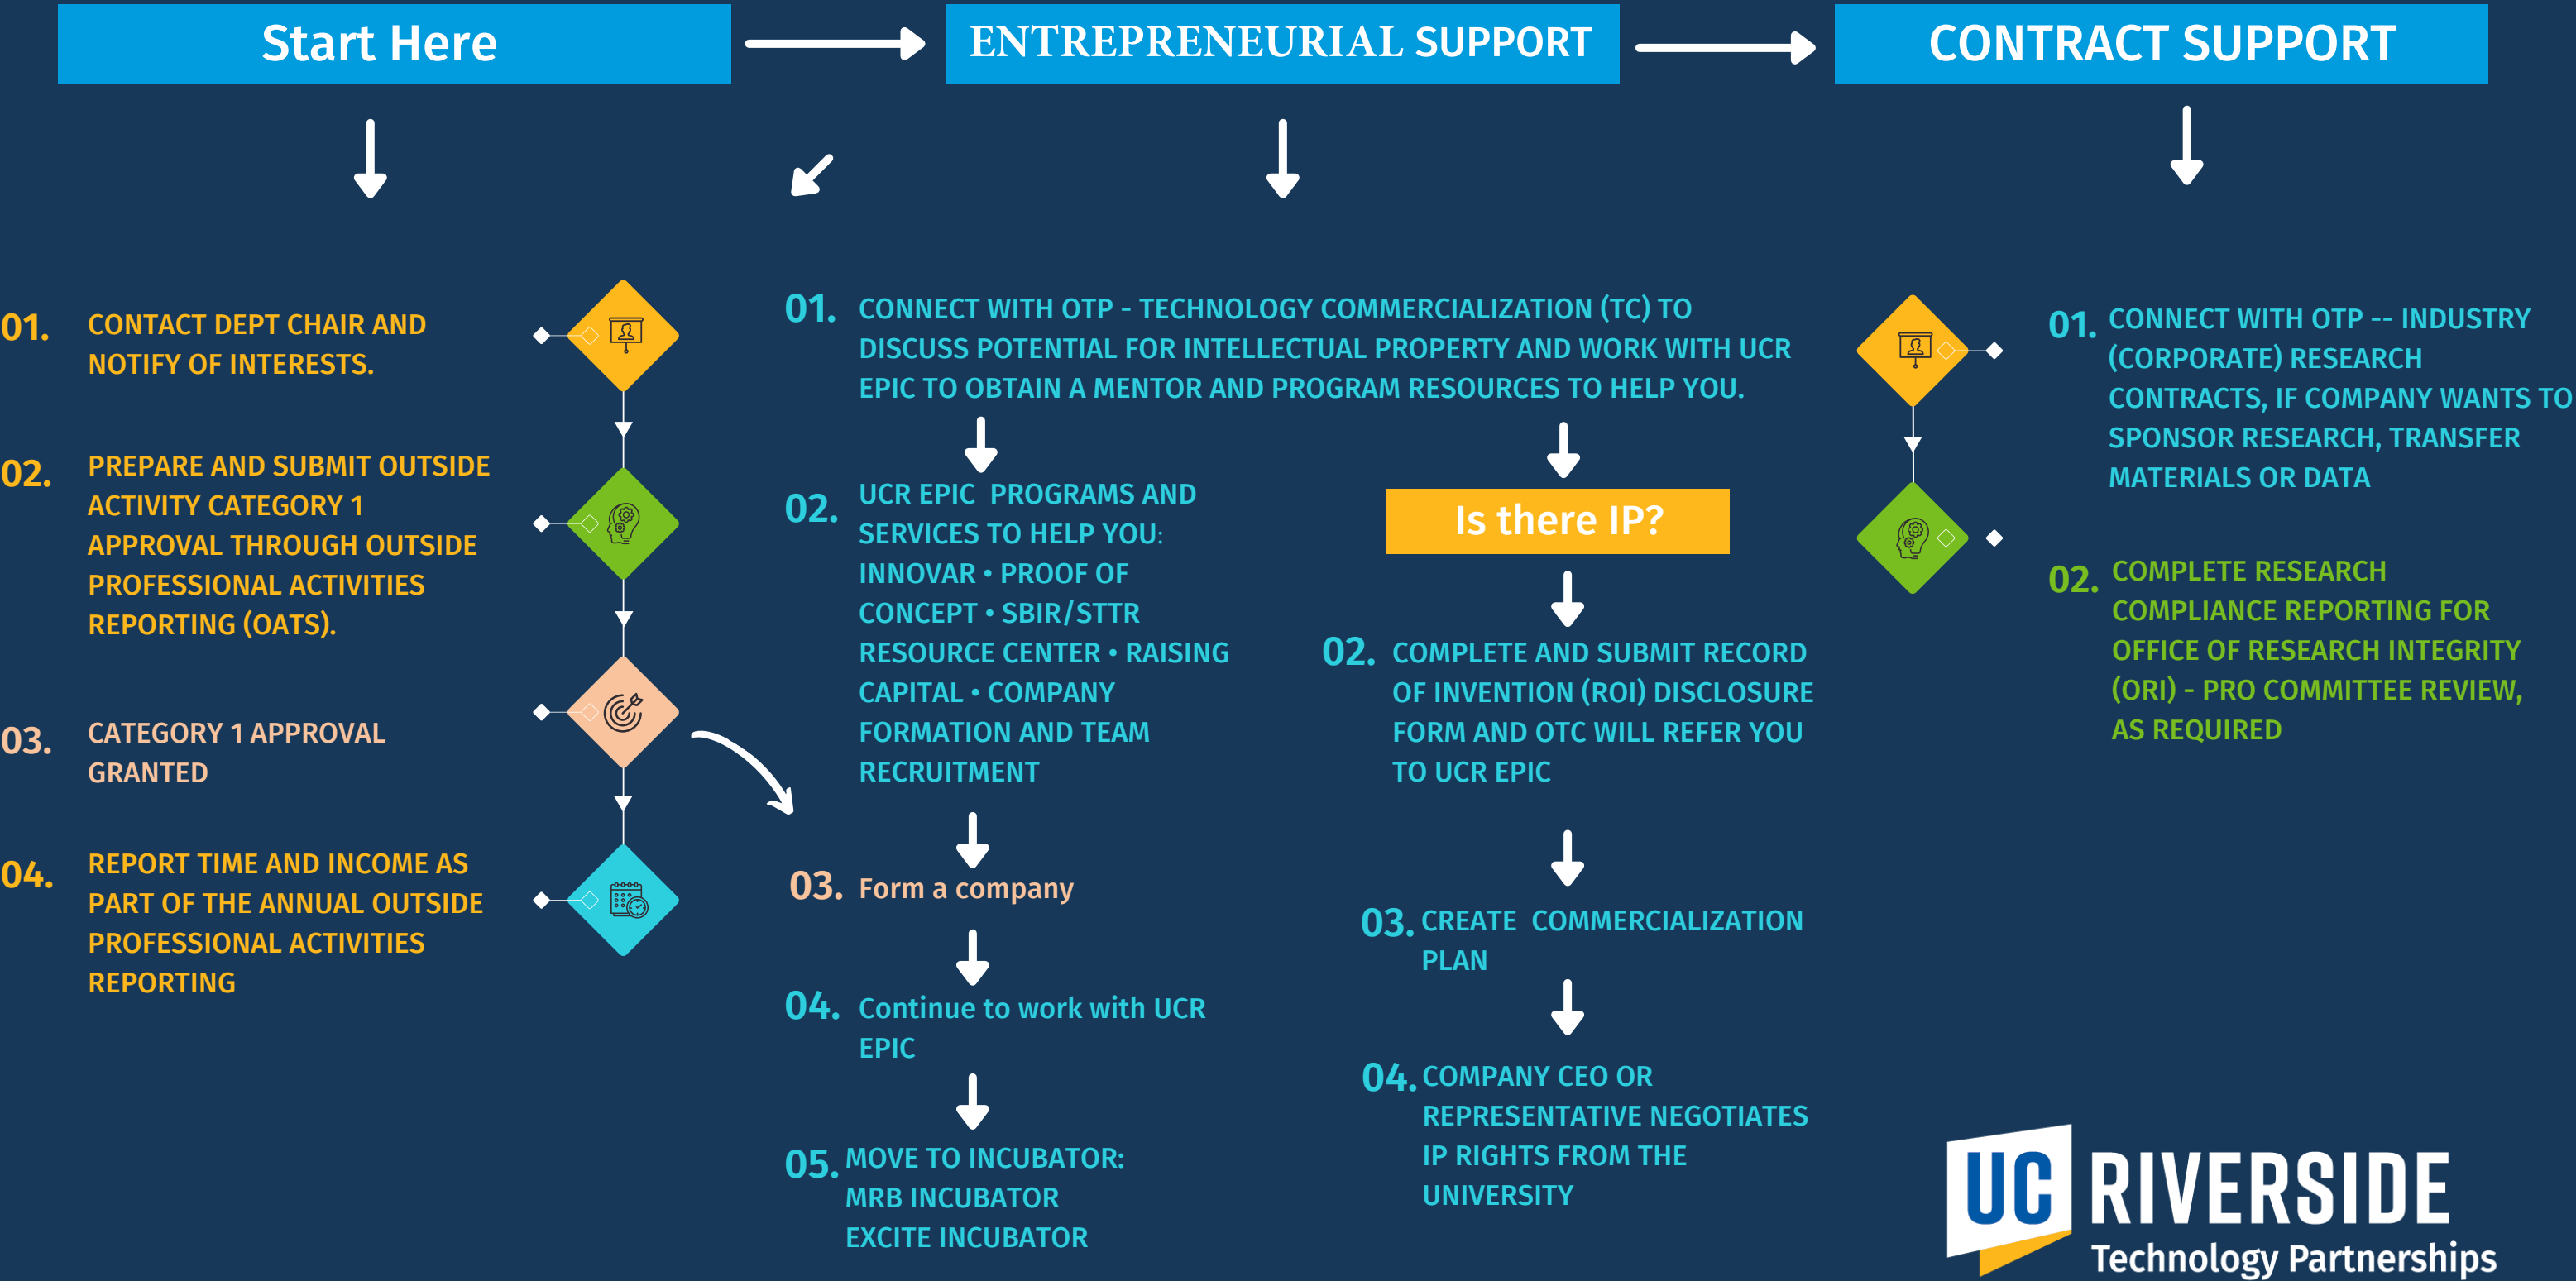 Start Here
ENTREPRENEURIAL SUPPORT
CONTRACT SUPPORT
01. CONTACT DEPT CHAIR AND
NOTIFY OF INTERESTS.
02. PREPARE AND SUBMIT OUTSIDE
ACTIVITY CATEGORY 1
APPROVAL THROUGH OUTSIDE
PROFESSIONAL ACTIVITIES
REPORTING (OATS).
03. CATEGORY 1 APPROVAL
GRANTED
04. REPORT TIME AND INCOME AS
PART OF THE ANNUAL OUTSIDE
PROFESSIONAL ACTIVITIES
REPORTING
01. CONNECT WITH OTP - TECHNOLOGY COMMERCIALIZATION (TC) TO
DISCUSS POTENTIAL FOR INTELLECTUAL PROPERTY AND WORK WITH UCR
EPIC TO OBTAIN A MENTOR AND PROGRAM RESOURCES TO HELP YOU.
02. UCR EPIC PROGRAMS AND
SERVICES TO HELP YOU:
INNOVAR • PROOF OF
CONCEPT • SBIR/STTR
RESOURCE CENTER • RAISING
CAPITAL • COMPANY
FORMATION AND TEAM
RECRUITMENT
03. Form a company
04. Continue to work with UCR
EPIC
05. MOVE TO INCUBATOR:
MRB INCUBATOR
EXCITE INCUBATOR
Is there IP?
02. COMPLETE AND SUBMIT RECORD
OF INVENTION (ROI) DISCLOSURE
FORM AND OTC WILL REFER YOU
TO UCR EPIC
03. CREATE COMMERCIALIZATION
PLAN
04. COMPANY CEO OR
REPRESENTATIVE NEGOTIATES
IP RIGHTS FROM THE
UNIVERSITY
01. CONNECT WITH OTP -- INDUSTRY
(CORPORATE) RESEARCH
CONTRACTS, IF COMPANY WANTS TO
SPONSOR RESEARCH, TRANSFER
MATERIALS OR DATA
02. COMPLETE RESEARCH
COMPLIANCE REPORTING FOR
OFFICE OF RESEARCH INTEGRITY
(ORI) - PRO COMMITTEE REVIEW,
AS REQUIRED
UC RIVERSIDE
Technology Partnerships